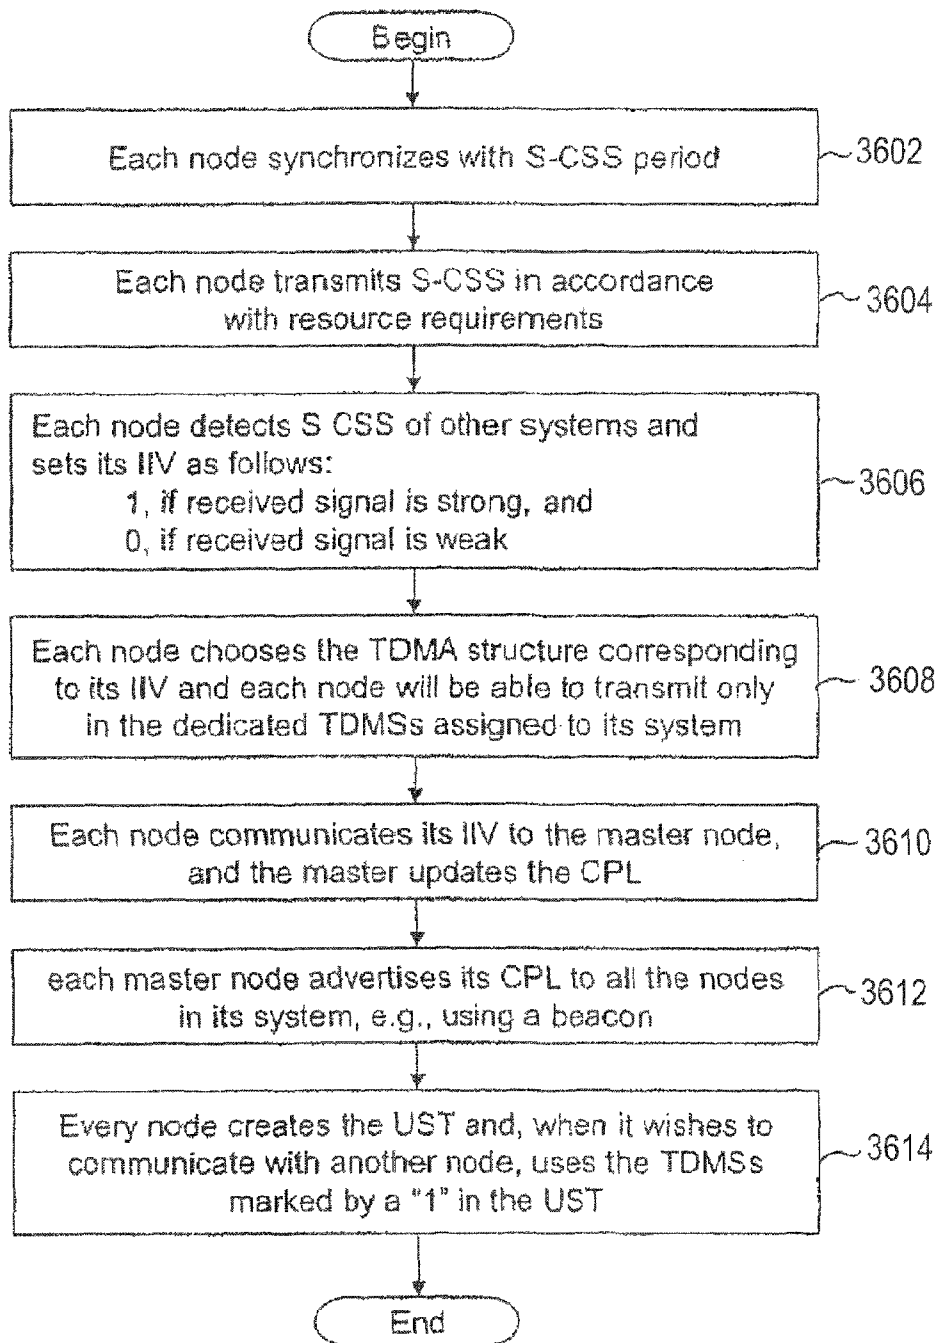 Begin
Each node synchronizes with S-CSS period
3602
Each node transmits S-CSS in accordance
with resource requirements
3604
Each node detects S CSS of other systems and
sets its IIV as follows:
1, if received signal is strong, and
0, if received signal is weak
3606
Each node chooses the TDMA structure corresponding
to its IIV and each node will be able to transmit only
in the dedicated TDMSs assigned to its system
3608
Each node communicates its IIV to the master node,
and the master updates the CPL
3610
each master node advertises its CPL to all the nodes
in its system, e.g., using a beacon
3612
Every node creates the UST and, when it wishes to
communicate with another node, uses the TDMSs
marked by a "1" in the UST
3614
End